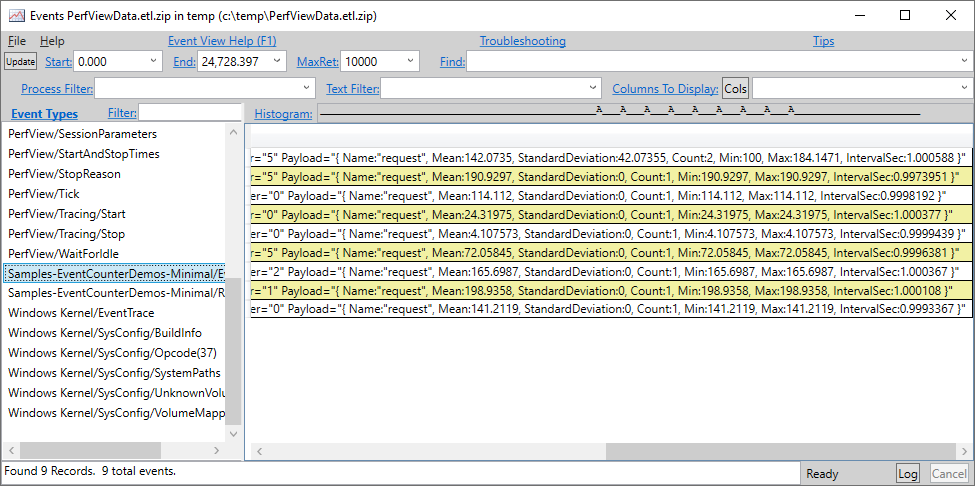 Events PerfViewData.etl.zip in temp (c:\temp\PerfViewData.etl.zip)
File Help Event View Help (F1) Troubleshooting Tips
Update Start: 0.000 End: 24,728.397 MaxRet: 10000 Find:
Process Filter: Text Filter: Columns To Display: Cols
Event Types Filter: Histogram: ___A__A__A__A__A__A__A__A__A___
PerfView/SessionParameters
PerfView/StartAndStopTimes
PerfView/StopReason
PerfView/Tick
PerfView/Tracing/Start
PerfView/Tracing/Stop
PerfView/WaitForIdle
Samples-EventCounterDemos-Minimal/E
Samples-EventCounterDemos-Minimal/R
Windows Kernel/EventTrace
Windows Kernel/SysConfig/BuildInfo
Windows Kernel/SysConfig/Opcode(37)
Windows Kernel/SysConfig/SystemPaths
Windows Kernel/SysConfig/UnknownVolu
Windows Kernel/SysConfig/VolumeMapp
r="5" Payload="{ Name:"request", Mean:142.0735, StandardDeviation:42.07355, Count:2, Min:100, Max:184.1471, IntervalSec:1.000588 }"
r="5" Payload="{ Name:"request", Mean:190.9297, StandardDeviation:0, Count:1, Min:190.9297, Max:190.9297, IntervalSec:0.9973951 }"
er="0" Payload="{ Name:"request", Mean:114.112, StandardDeviation:0, Count:1, Min:114.112, Max:114.112, IntervalSec:0.9998192 }"
r="0" Payload="{ Name:"request", Mean:24.31975, StandardDeviation:0, Count:1, Min:24.31975, Max:24.31975, IntervalSec:1.000377 }"
r="0" Payload="{ Name:"request", Mean:4.107573, StandardDeviation:0, Count:1, Min:4.107573, Max:4.107573, IntervalSec:0.9999439 }"
r="5" Payload="{ Name:"request", Mean:72.05845, StandardDeviation:0, Count:1, Min:72.05845, Max:72.05845, IntervalSec:0.9996381 }"
er="2" Payload="{ Name:"request", Mean:165.6987, StandardDeviation:0, Count:1, Min:165.6987, Max:165.6987, IntervalSec:1.000367 }"
r="1" Payload="{ Name:"request", Mean:198.9358, StandardDeviation:0, Count:1, Min:198.9358, Max:198.9358, IntervalSec:1.000108 }"
er="0" Payload="{ Name:"request", Mean:141.2119, StandardDeviation:0, Count:1, Min:141.2119, Max:141.2119, IntervalSec:0.9993367 }"
Found 9 Records. 9 total events. Ready Log Cancel